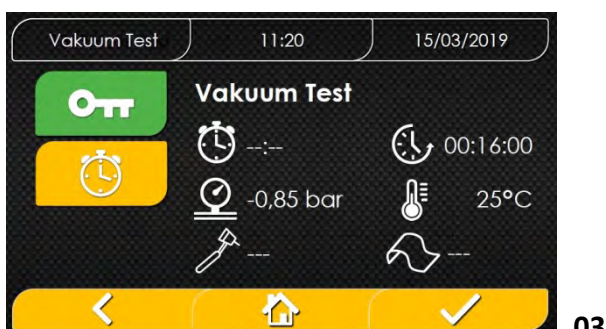 Vakuum Test 11:20 15/03/2019
Vakuum Test
--:-- 00:16:00
-0,85 bar 25°C
--- ---
03